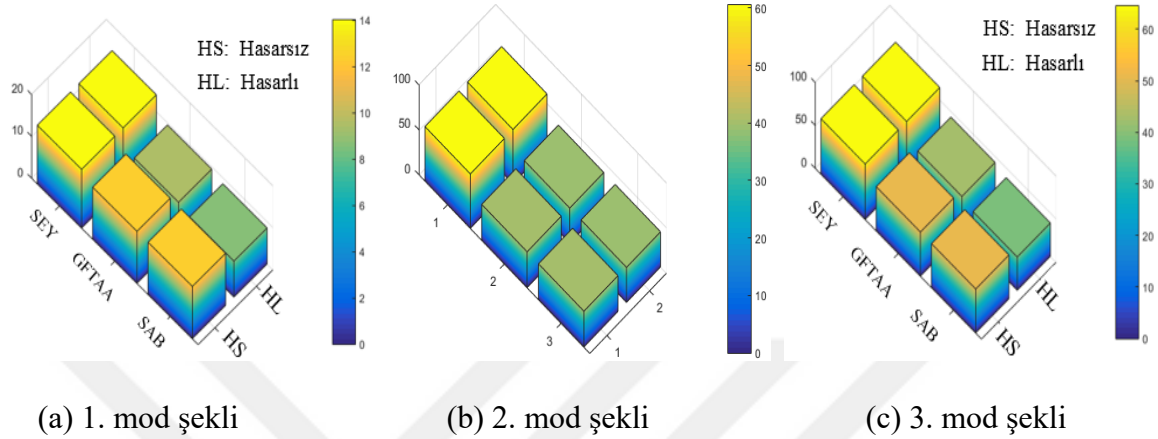 HS: Hasarsız
HL: Hasarlı
20
10
0
SEY
GFTAA
SAB
HS
HL
14
12
10
8
6
4
2
0
100
50
0
1
2
3
1
2
60
50
40
30
20
10
0
HS: Hasarsız
HL: Hasarlı
100
50
0
SEY
GFTAA
SAB
HS
HL
60
50
40
30
20
10
0
(a) 1. mod şekli
(b) 2. mod şekli
(c) 3. mod şekli